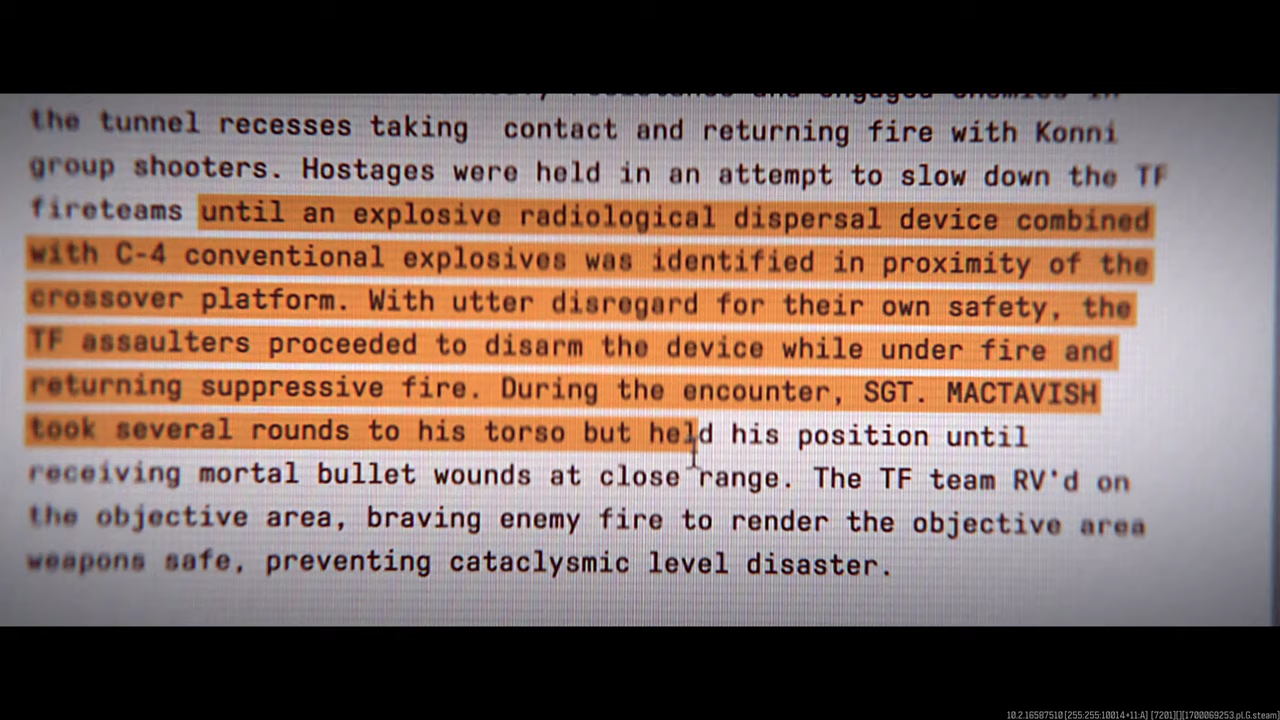 the tunnel recesses taking  contact and returning fire with Konni
group shooters. Hostages were held in an attempt to slow down the TF
fireteams until an explosive radiological dispersal device combined
with C-4 conventional explosives was identified in proximity of the
crossover platform. With utter disregard for their own safety, the
TF assaulters proceeded to disarm the device while under fire and
returning suppressive fire. During the encounter, SGT. MACTAVISH
took several rounds to his torso but held his position until
receiving mortal bullet wounds at close range. The TF team RV'd on
the objective area, braving enemy fire to render the objective area
weapons safe, preventing cataclysmic level disaster.